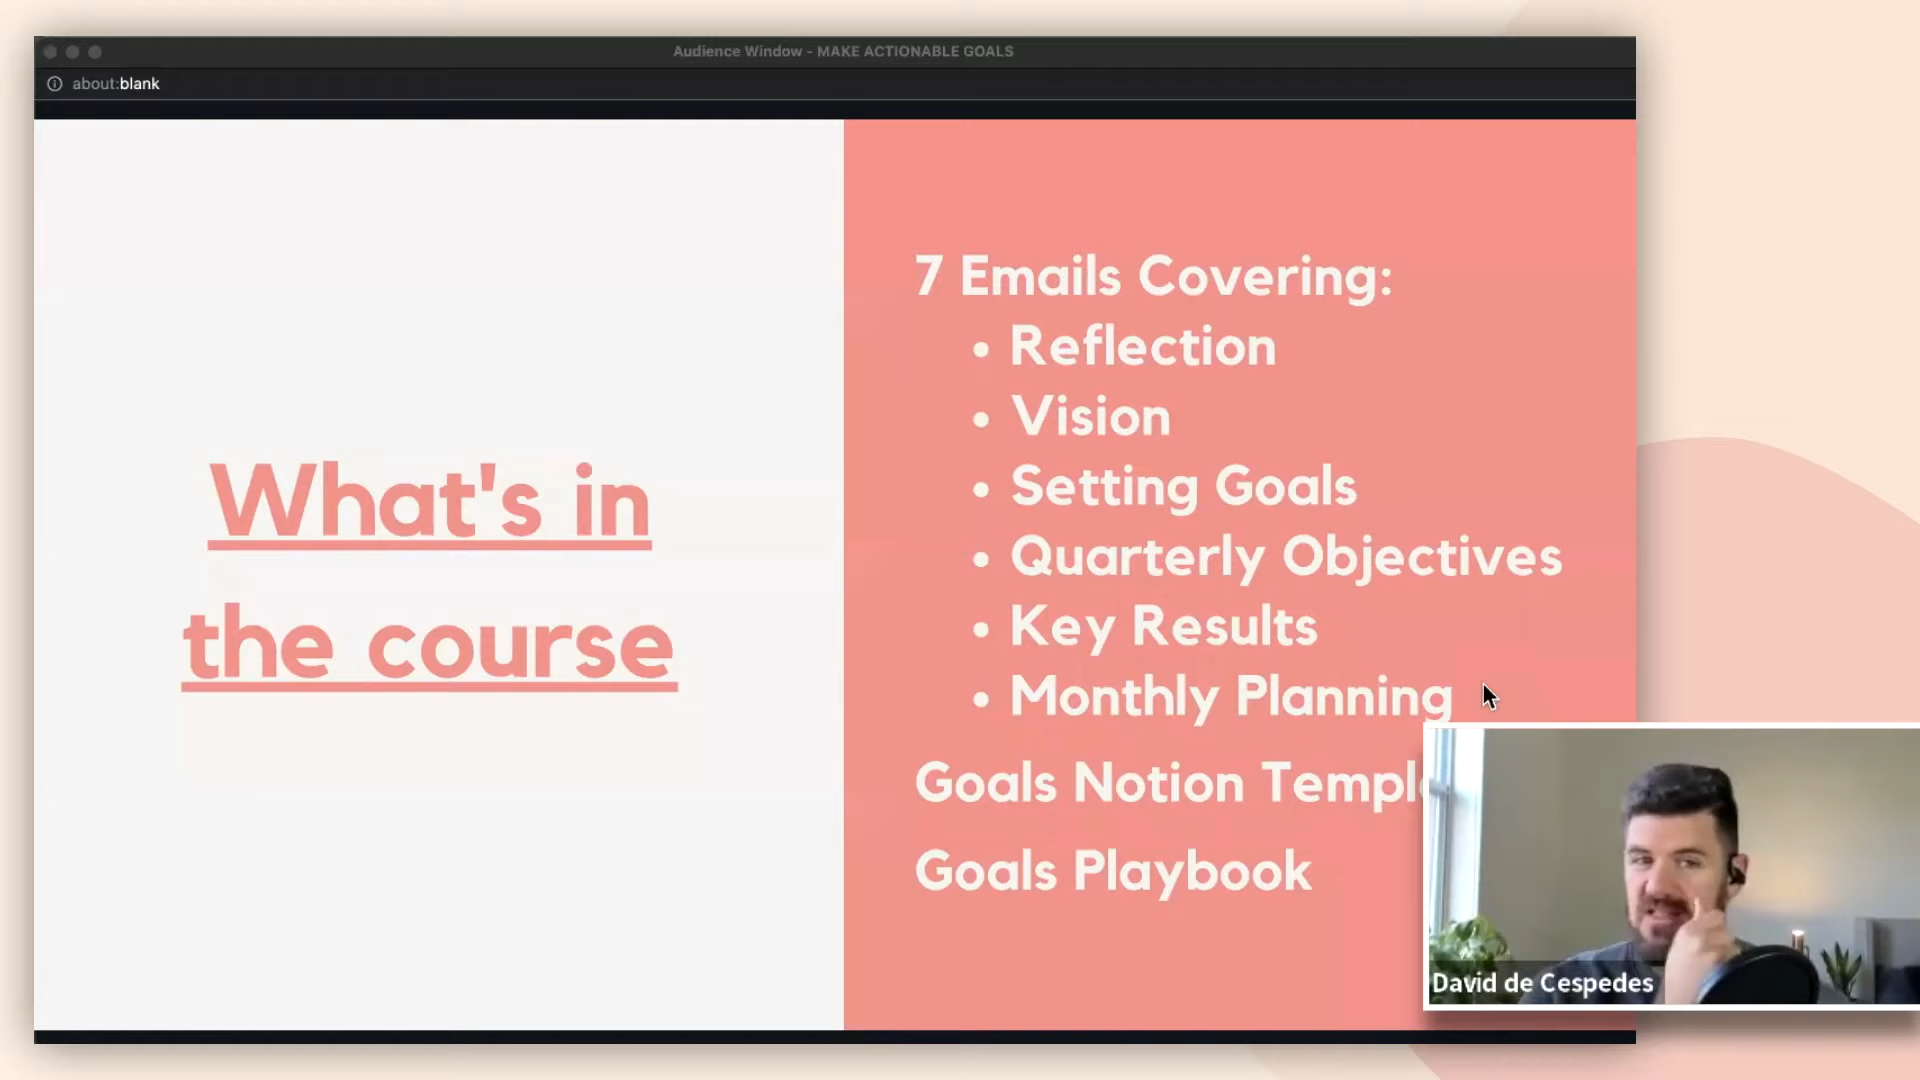 Audience Window - MAKE ACTIONABLE GOALS
about:blank
What's in
the course
7 Emails Covering:
• Reflection
• Vision
• Setting Goals
• Quarterly Objectives
• Key Results
• Monthly Planning
Goals Notion
Goals Playbook
David de Cespedes